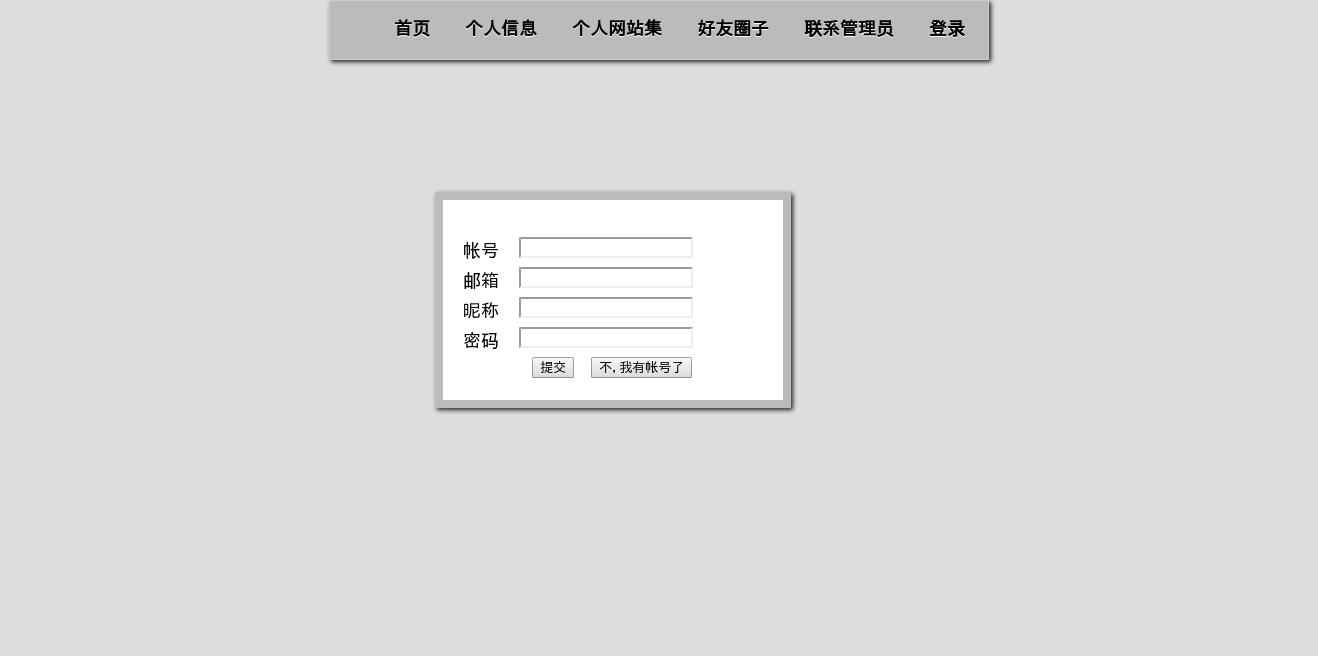 首页 个人信息 个人网站集 好友圈子 联系管理员 登录
帐号
邮箱
昵称
密码
提交 不, 我有帐号了